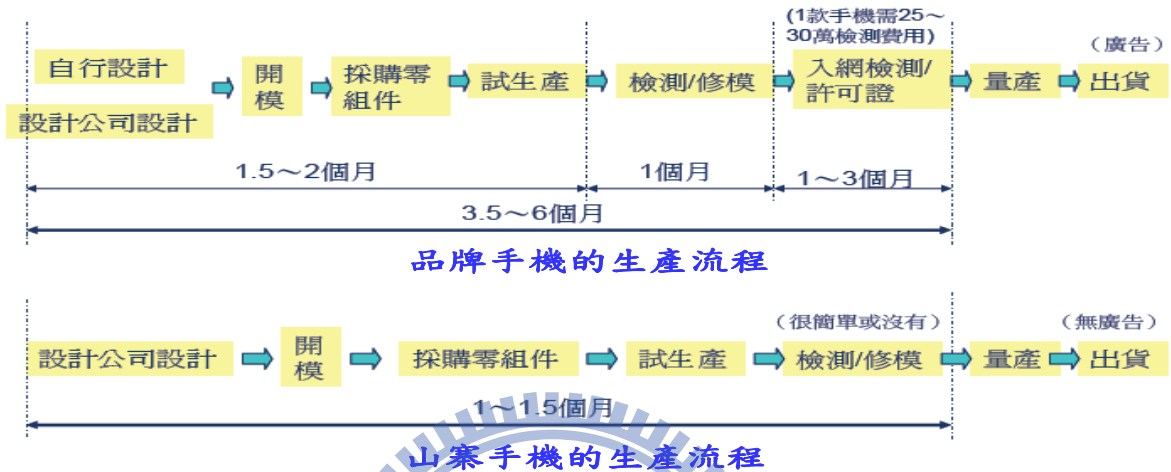 (1款手機需25～
30萬檢測費用)
（廣告）
自行設計
設計公司設計
開
模
採購零
組件
試生產
檢測/修模
入網檢測/
許可證
量產
出貨
1.5～2個月
1個月
1～3個月
3.5～6個月
品牌手機的生產流程
（很簡單或沒有）
（無廣告）
設計公司設計
開
模
採購零組件
試生產
檢測/修模
量產
出貨
1～1.5個月
山寨手機的生產流程